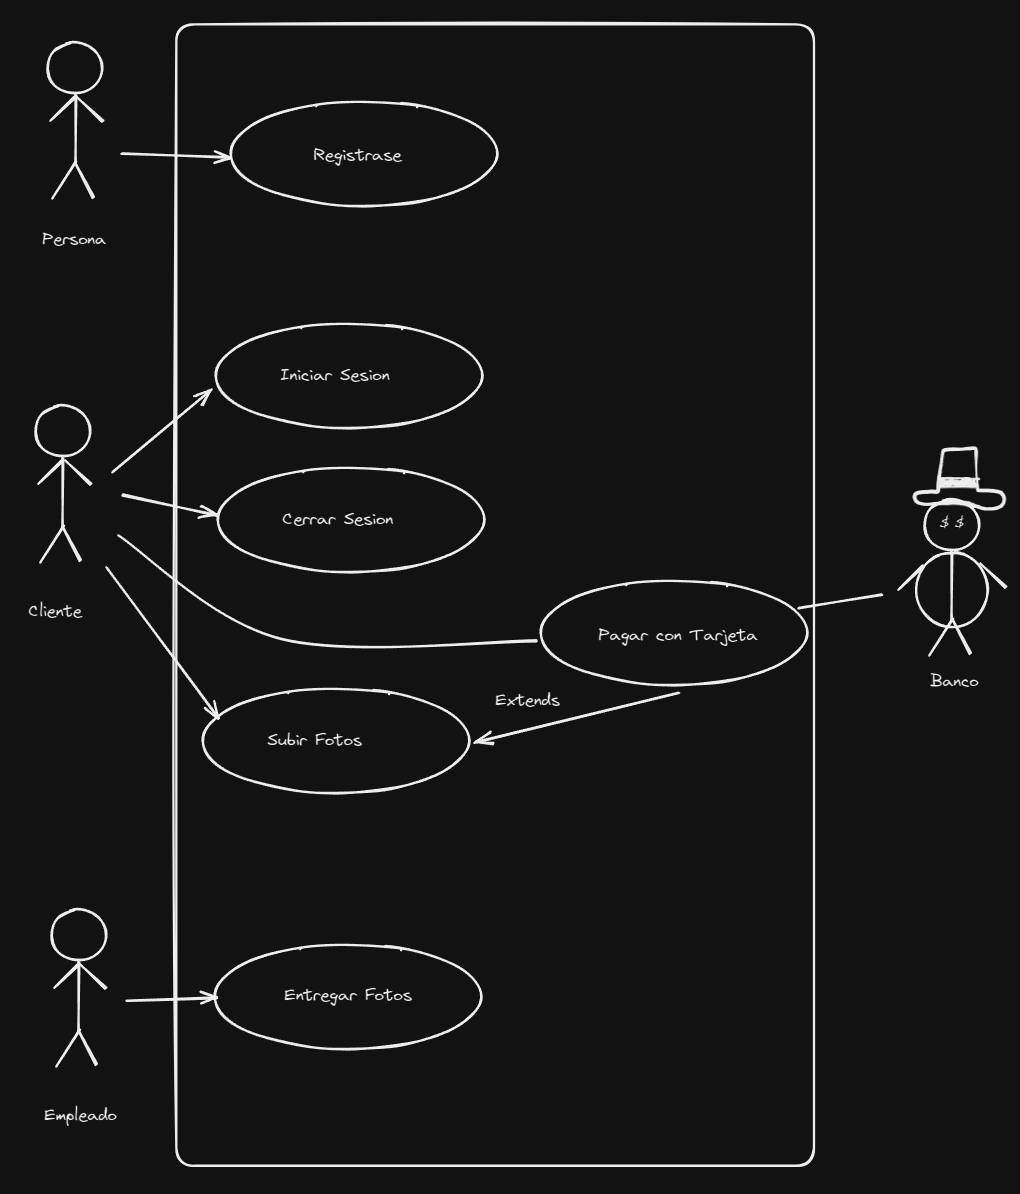 Registrase
Persona
Iniciar Sesion
Cerrar Sesion
$ $
Cliente
Pagar con Tarjeta
Banco
Extends
Subir Fotos
Entregar Fotos
Empleado